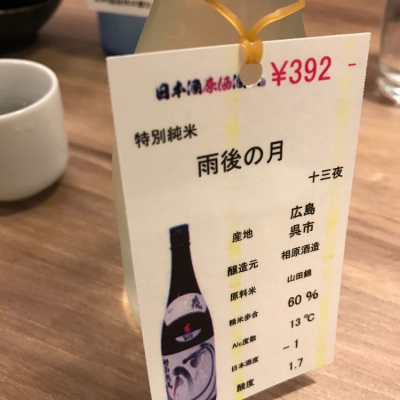 日本酒原価酒場 ¥392 -
特別純米
雨後の月
十三夜
産地 広島
呉市
醸造元 相原酒造
原料米 山田錦
精米歩合 60%
Alc度数 13℃
日本酒度 -1
酸度 1.7